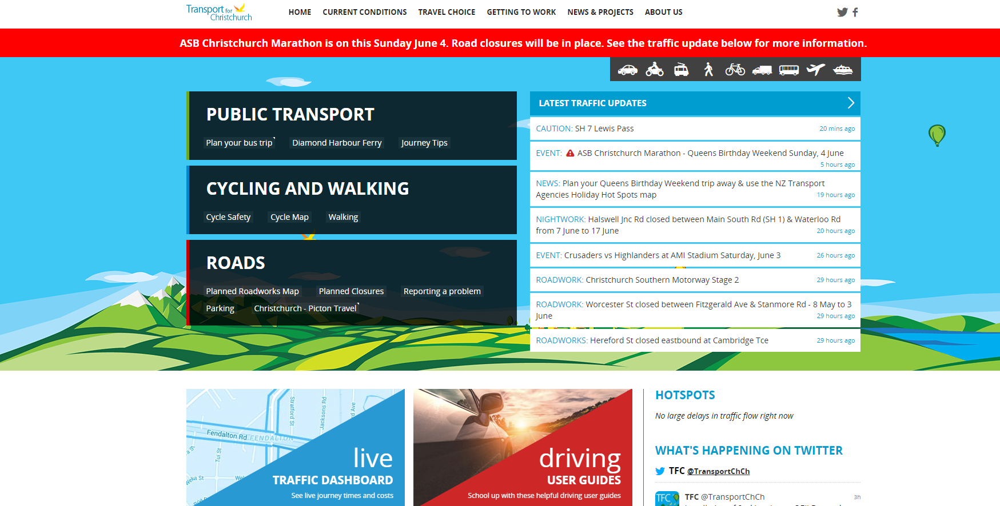 Transport for
Christchurch
HOME CURRENT CONDITIONS TRAVEL CHOICE GETTING TO WORK NEWS & PROJECTS ABOUT US
ASB Christchurch Marathon is on this Sunday June 4. Road closures will be in place. See the traffic update below for more information.
PUBLIC TRANSPORT
Plan your bus trip Diamond Harbour Ferry Journey Tips
CYCLING AND WALKING
Cycle Safety Cycle Map Walking
ROADS
Planned Roadworks Map Planned Closures Reporting a problem
Parking Christchurch - Picton Travel
LATEST TRAFFIC UPDATES
CAUTION: SH 7 Lewis Pass 20 mins ago
EVENT: ASB Christchurch Marathon - Queens Birthday Weekend Sunday, 4 June
5 hours ago
NEWS: Plan your Queens Birthday Weekend trip away & use the NZ Transport
Agencies Holiday Hot Spots map 19 hours ago
NIGHTWORK: Halswell Jnc Rd closed between Main South Rd (SH 1) & Waterloo Rd
from 7 June to 17 June 20 hours ago
EVENT: Crusaders vs Highlanders at AMI Stadium Saturday, June 3 26 hours ago
ROADWORK: Christchurch Southern Motorway Stage 2 29 hours ago
ROADWORK: Worcester St closed between Fitzgerald Ave & Stanmore Rd - 8 May to 3
June 29 hours ago
ROADWORKS: Hereford St closed eastbound at Cambridge Tce 29 hours ago
Stratford St
Jacksons Rd
d Ave
Fendalton Rd
FENDALTON
Tui St
a St
live
TRAFFIC DASHBOARD
See live journey times and costs
driving
USER GUIDES
School up with these helpful driving user guides
HOTSPOTS
No large delays in traffic flow right now
WHAT'S HAPPENING ON TWITTER
TFC @TransportChCh
TFC
TFC @TransportChCh 3h